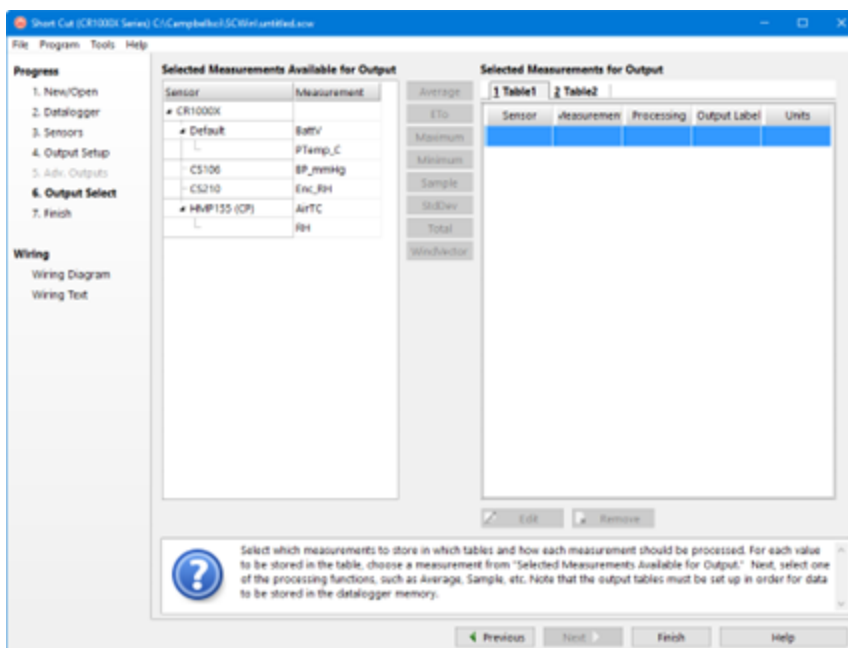 Short Cut (CR1000X Series) C:\Campbellsci\SCWin\untitled.scw
File Program Tools Help
Progress
1. New/Open
2. Datalogger
3. Sensors
4. Output Setup
5. Adv. Outputs
6. Output Select
7. Finish
Wiring
Wiring Diagram
Wiring Text
Selected Measurements Available for Output
Sensor Measurement
CR1000X
Default BattV
PTemp_C
CS106 BP_mmHg
CS210 Enc_RH
HMP155 (CP) AirTC
RH
Average
ETo
Maximum
Minimum
Sample
StdDev
Total
WindVector
Selected Measurements for Output
1 Table1 2 Table2
Sensor Measuremen Processing Output Label Units
Edit Remove
Select which measurements to store in which tables and how each measurement should be processed. For each value
to be stored in the table, choose a measurement from "Selected Measurements Available for Output." Next, select one
of the processing functions, such as Average, Sample, etc. Note that the output tables must be set up in order for data
to be stored in the datalogger memory.
Previous Next Finish Help